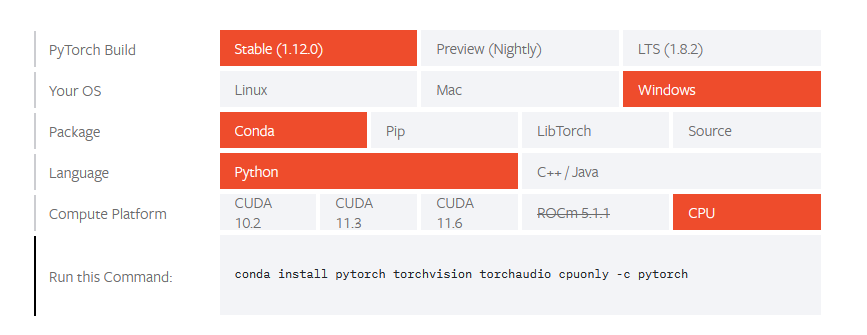 PyTorch Build Stable (1.12.0) Preview (Nightly) LTS (1.8.2)
Your OS Linux Mac Windows
Package Conda Pip LibTorch Source
Language Python C++ / Java
Compute Platform CUDA 10.2 CUDA 11.3 CUDA 11.6 ROCm 5.1.1 CPU
Run this Command: conda install pytorch torchvision torchaudio cpuonly -c pytorch